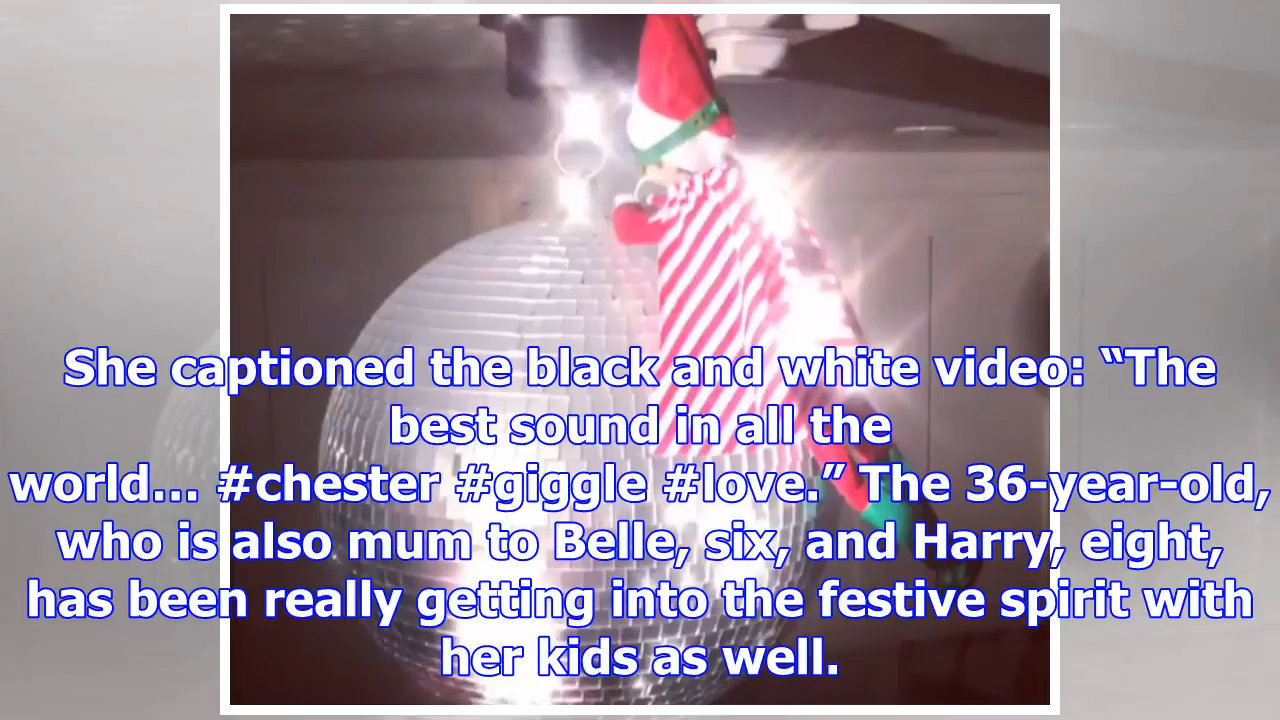 She captioned the black and white video: “The
best sound in all the
world… #chester #giggle #love.” The 36-year-old,
who is also mum to Belle, six, and Harry, eight,
has been really getting into the festive spirit with
her kids as well.